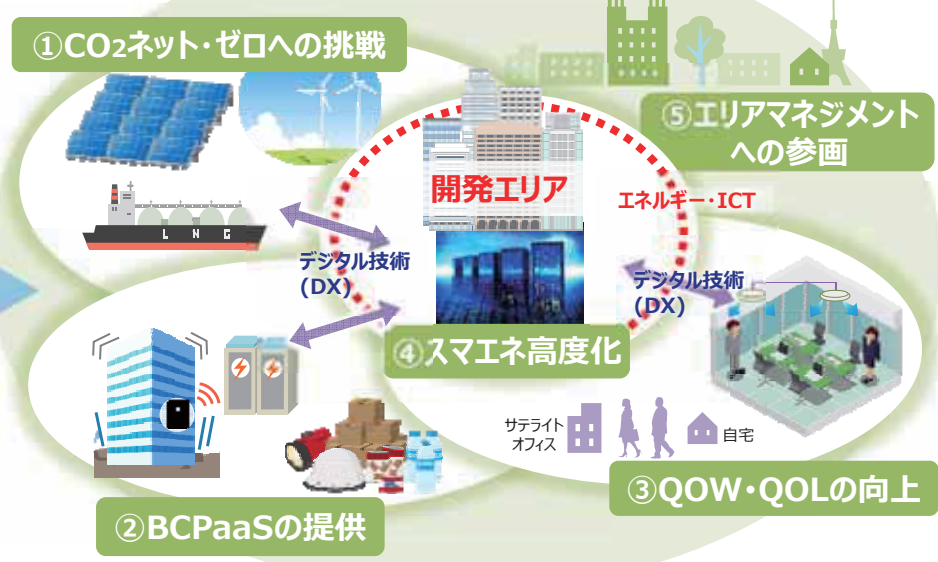 ①CO₂ネット・ゼロへの挑戦
⑤エリアマネジメント
への参画
開発エリア
エネルギー・ICT
LNG
デジタル技術
(DX)
デジタル技術
(DX)
④スマエネ高度化
サテライト
オフィス
自宅
③QOW・QOLの向上
②BCPaaSの提供